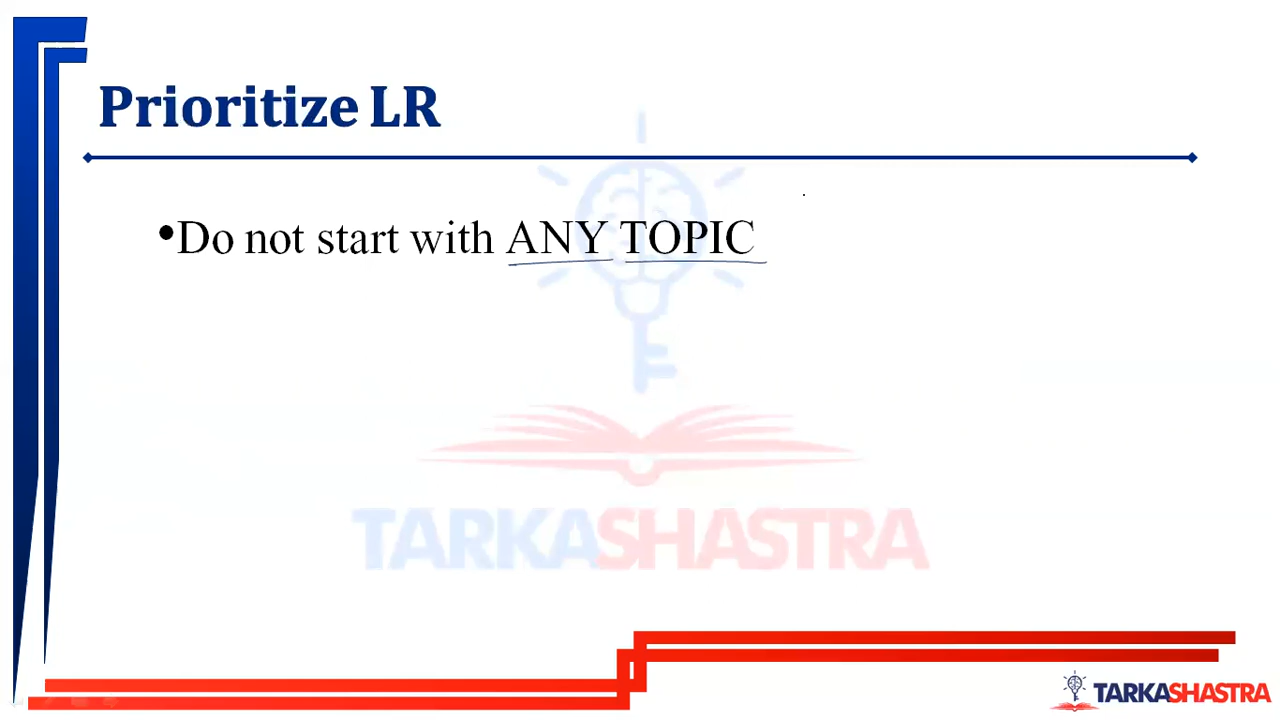 Prioritize LR
•Do not start with ANY TOPIC
TARKASHASTRA
TARKASHASTRA